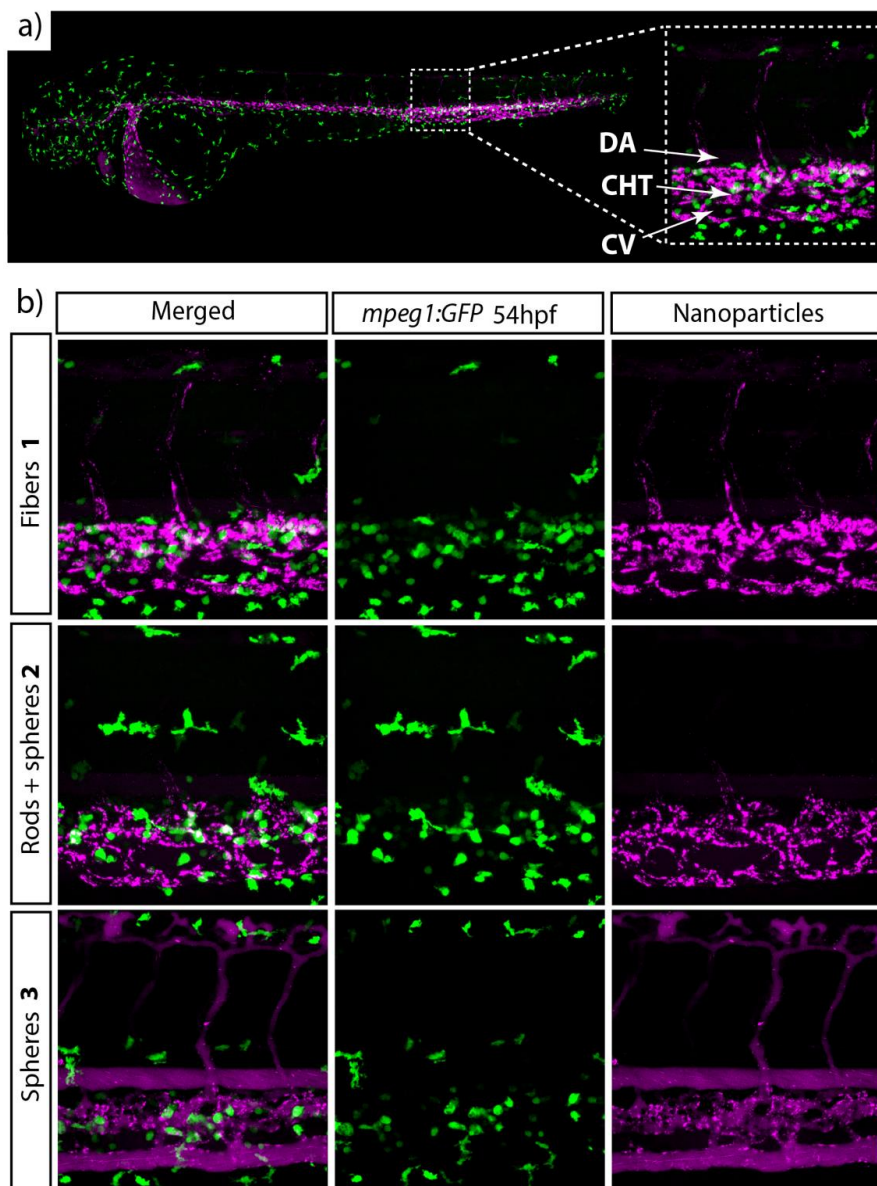 a)
DA
CHT
CV
b)
Merged
mpeg1:GFP 54hpf
Nanoparticles
Fibers 1
Rods + spheres 2
Spheres 3